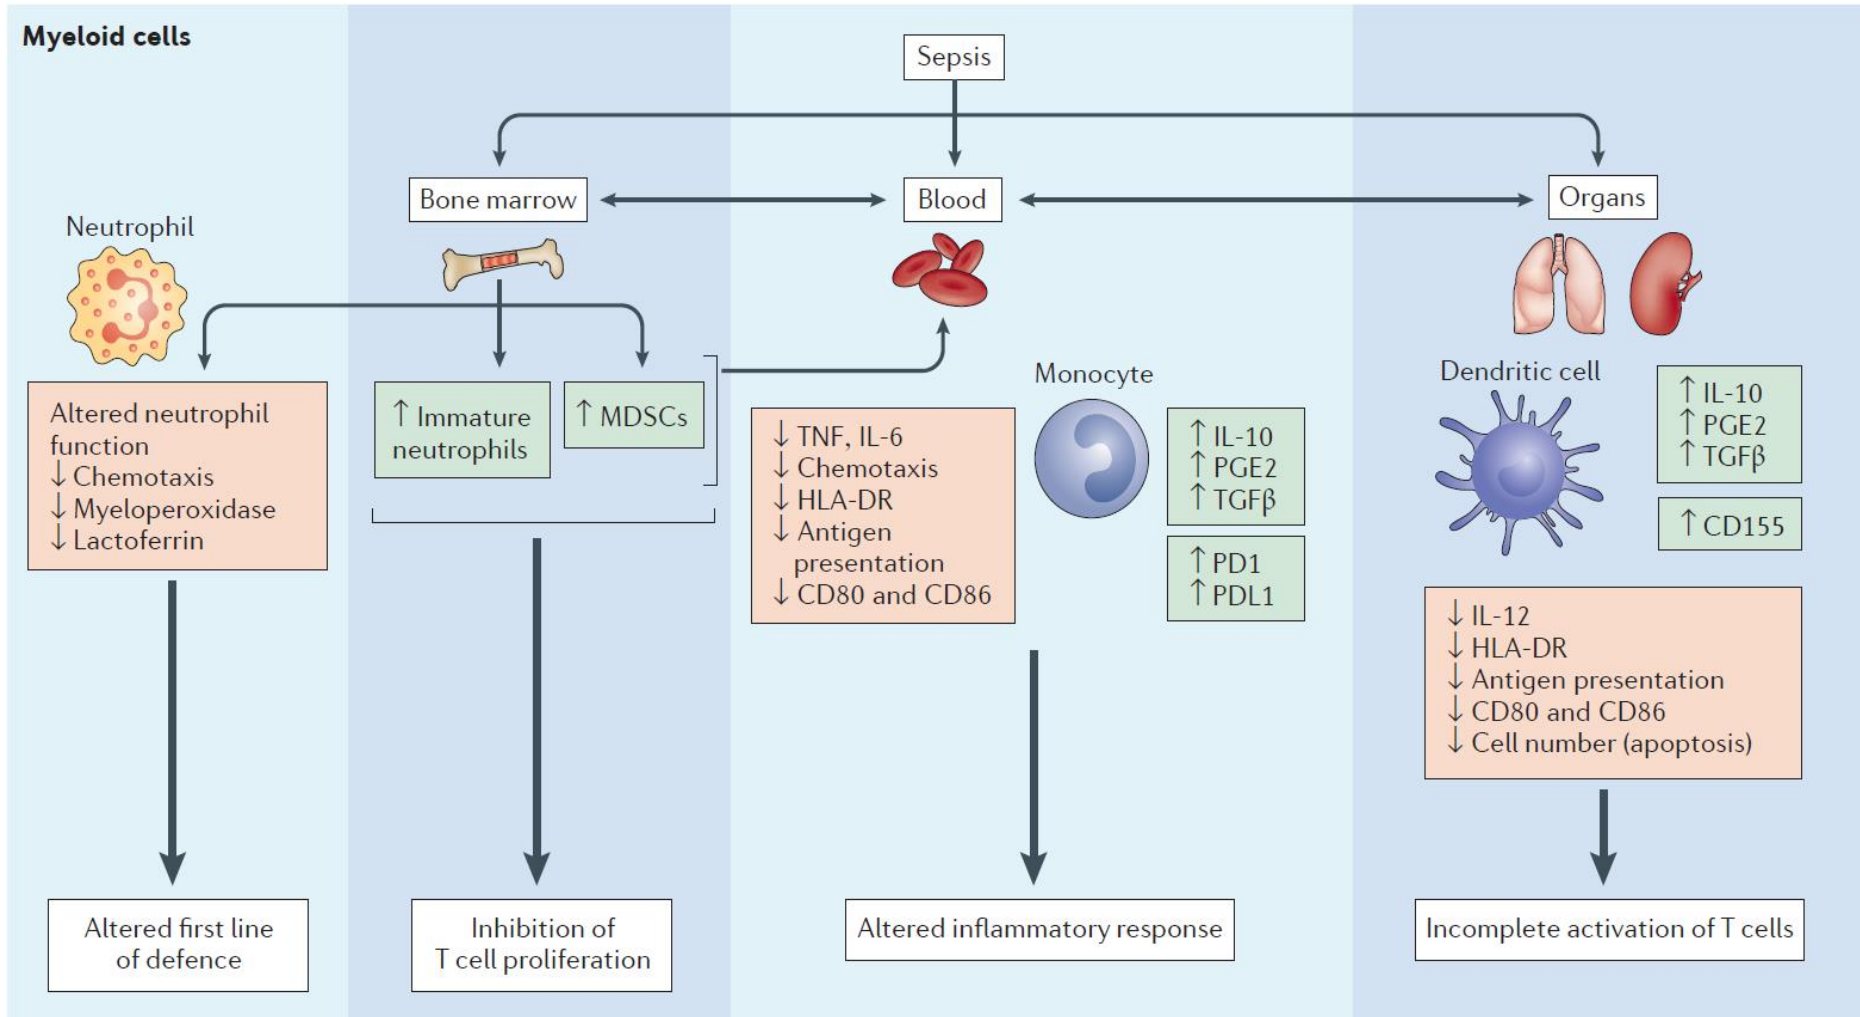 Myeloid cells
Sepsis
Bone marrow
Blood
Organs
Neutrophil
Altered neutrophil
function
↓ Chemotaxis
↓ Myeloperoxidase
↓ Lactoferrin
↑ Immature
neutrophils
↑ MDSCs
↓ TNF, IL-6
↓ Chemotaxis
↓ HLA-DR
↓ Antigen
presentation
↓ CD80 and CD86
Monocyte
↑ IL-10
↑ PGE2
↑ TGFβ
↑ PD1
↑ PDL1
Dendritic cell
↑ IL-10
↑ PGE2
↑ TGFβ
↑ CD155
↓ IL-12
↓ HLA-DR
↓ Antigen presentation
↓ CD80 and CD86
↓ Cell number (apoptosis)
Altered first line
of defence
Inhibition of
T cell proliferation
Altered inflammatory response
Incomplete activation of T cells